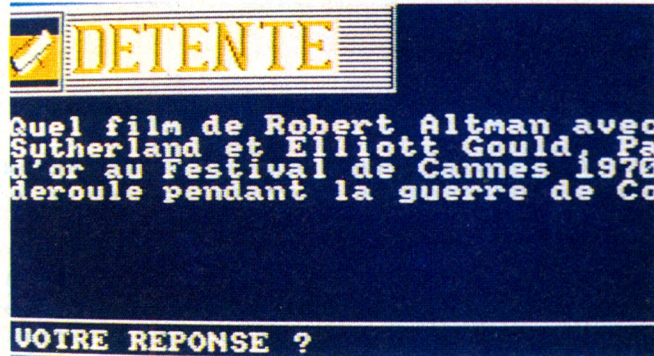 DETENTE
Quel film de Robert Altman avec
Sutherland et Elliott Gould, Pa
d'or au Festival de Cannes 1970
deroule pendant la guerre de Co
VOTRE REPONSE ?